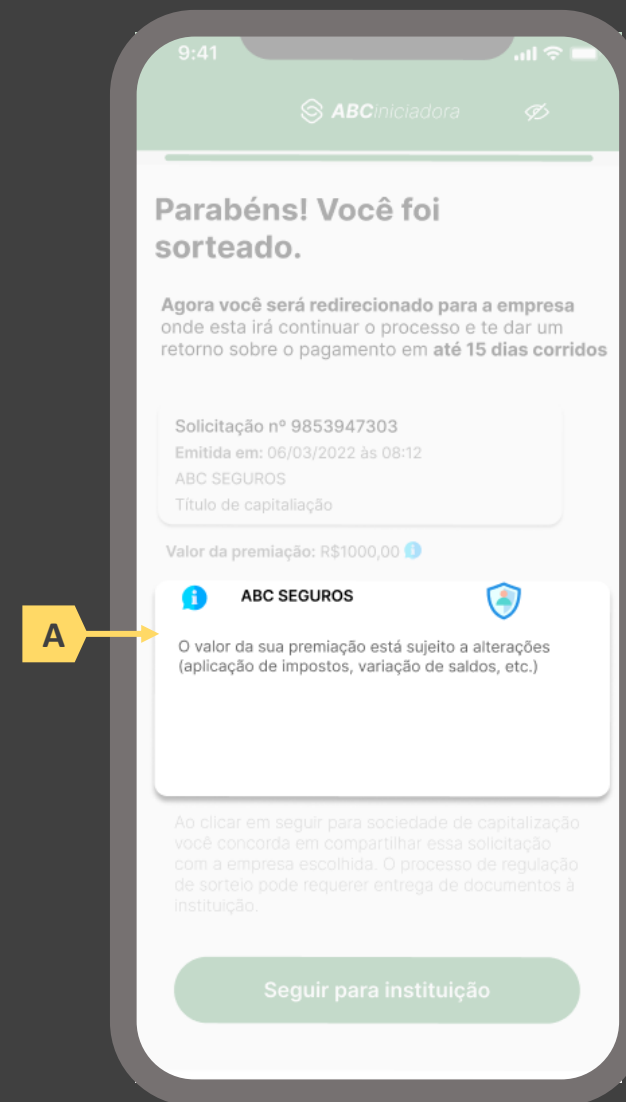 9:41
ABCiniciadora
Parabéns! Você foi
sorteado.
Agora você será redirecionado para a empresa
onde esta irá continuar o processo e te dar um
retorno sobre o pagamento em até 15 dias corridos
Solicitação nº 9853947303
Emitida em: 06/03/2022 às 08:12
ABC SEGUROS
Título de capitaliação
Valor da premiação: R$1000,00 i
i ABC SEGUROS
A
O valor da sua premiação está sujeito a alterações
(aplicação de impostos, variação de saldos, etc.)
Ao clicar em seguir para sociedade de capitalização
você concorda em compartilhar essa solicitação
com a empresa escolhida. O processo de regulação
de sorteio pode requerer entrega de documentos à
instituição.
Seguir para instituição